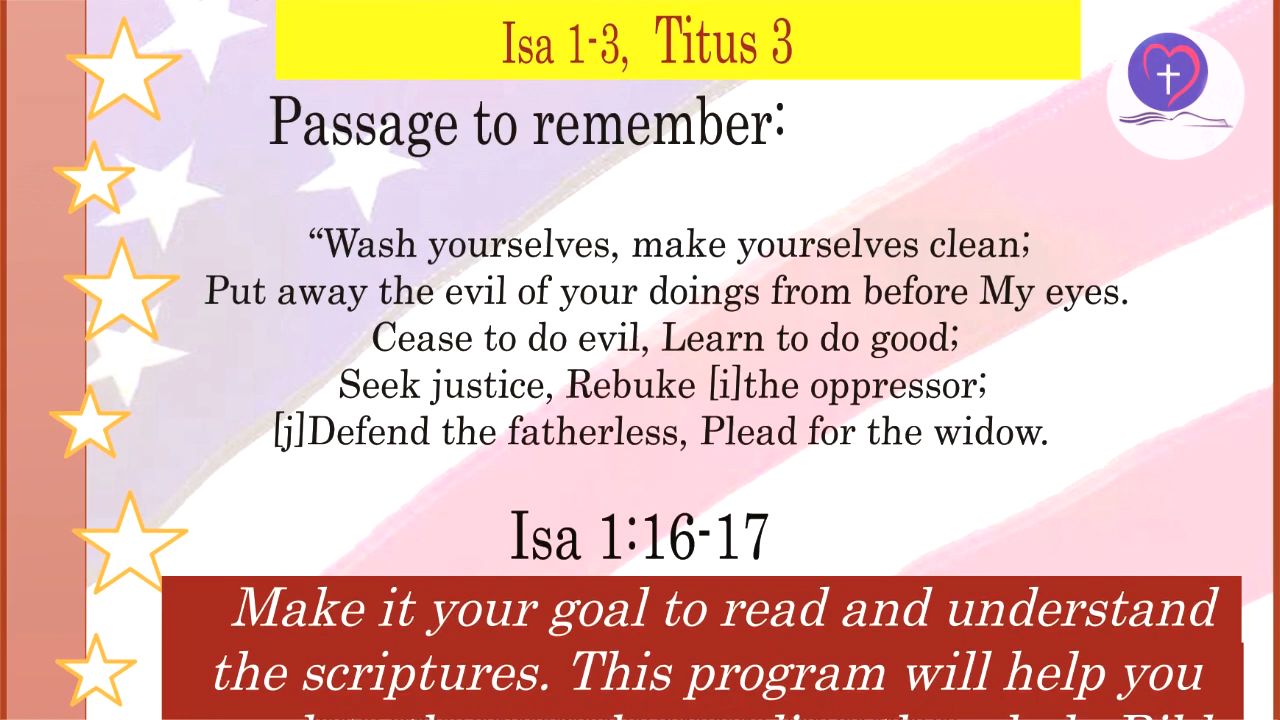 Isa 1-3, Titus 3
Passage to remember:
“Wash yourselves, make yourselves clean;
Put away the evil of your doings from before My eyes.
Cease to do evil, Learn to do good;
Seek justice, Rebuke [i]the oppressor;
[j]Defend the fatherless, Plead for the widow.
Isa 1:16-17
Make it your goal to read and understand
the scriptures. This program will help you